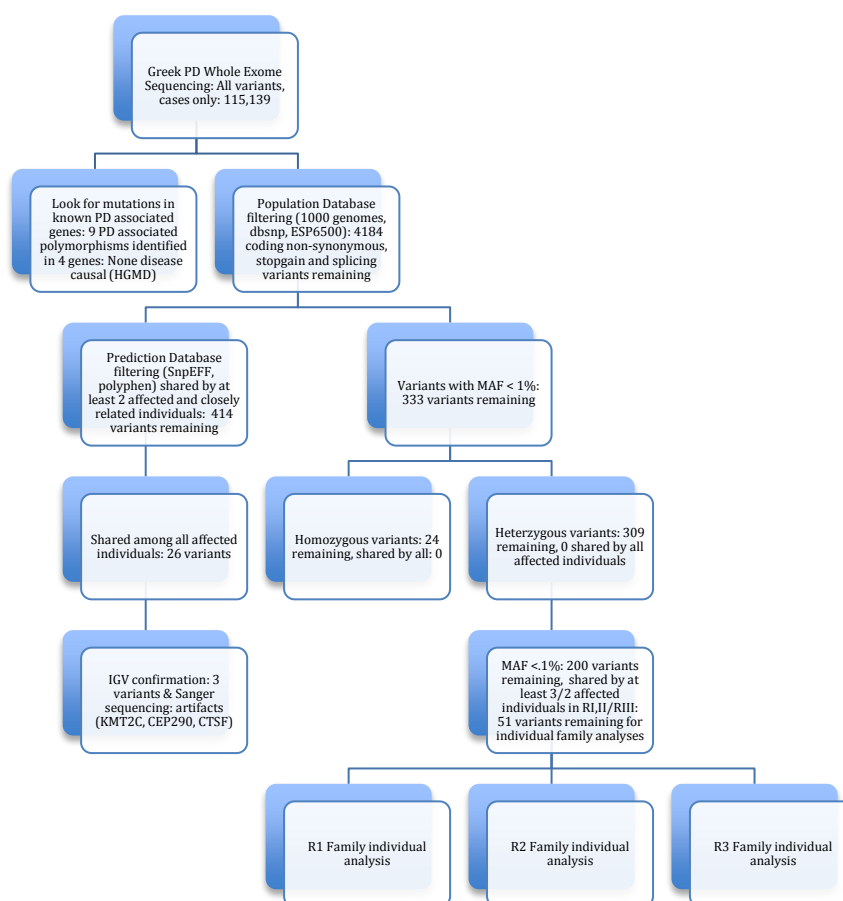 Greek PD Whole Exome
Sequencing: All variants,
cases only: 115,139
Look for mutations in
known PD associated
genes: 9 PD associated
polymorphisms identified
in 4 genes: None disease
causal (HGMD)
Population Database
filtering (1000 genomes,
dbsnp, ESP6500): 4184
coding non-synonymous,
stopgain and splicing
variants remaining
Prediction Database
filtering (SnpEFF,
polyphen) shared by at
least 2 affected and closely
related individuals: 414
variants remaining
Variants with MAF < 1%:
333 variants remaining
Shared among all affected
individuals: 26 variants
Homozygous variants: 24
remaining, shared by all: 0
Heterzygous variants: 309
remaining, 0 shared by all
affected individuals
IGV confirmation: 3
variants & Sanger
sequencing: artifacts
(KMT2C, CEP290, CTSF)
MAF <.1%: 200 variants
remaining, shared by at
least 3/2 affected
individuals in RI,II/RIII:
51 variants remaining for
individual family analyses
R1 Family individual
analysis
R2 Family individual
analysis
R3 Family individual
analysis